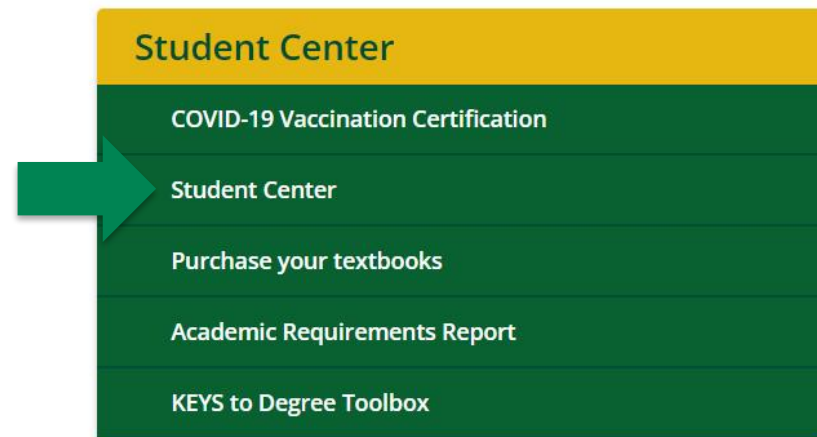 Student Center
COVID-19 Vaccination Certification
Student Center
Purchase your textbooks
Academic Requirements Report
KEYS to Degree Toolbox